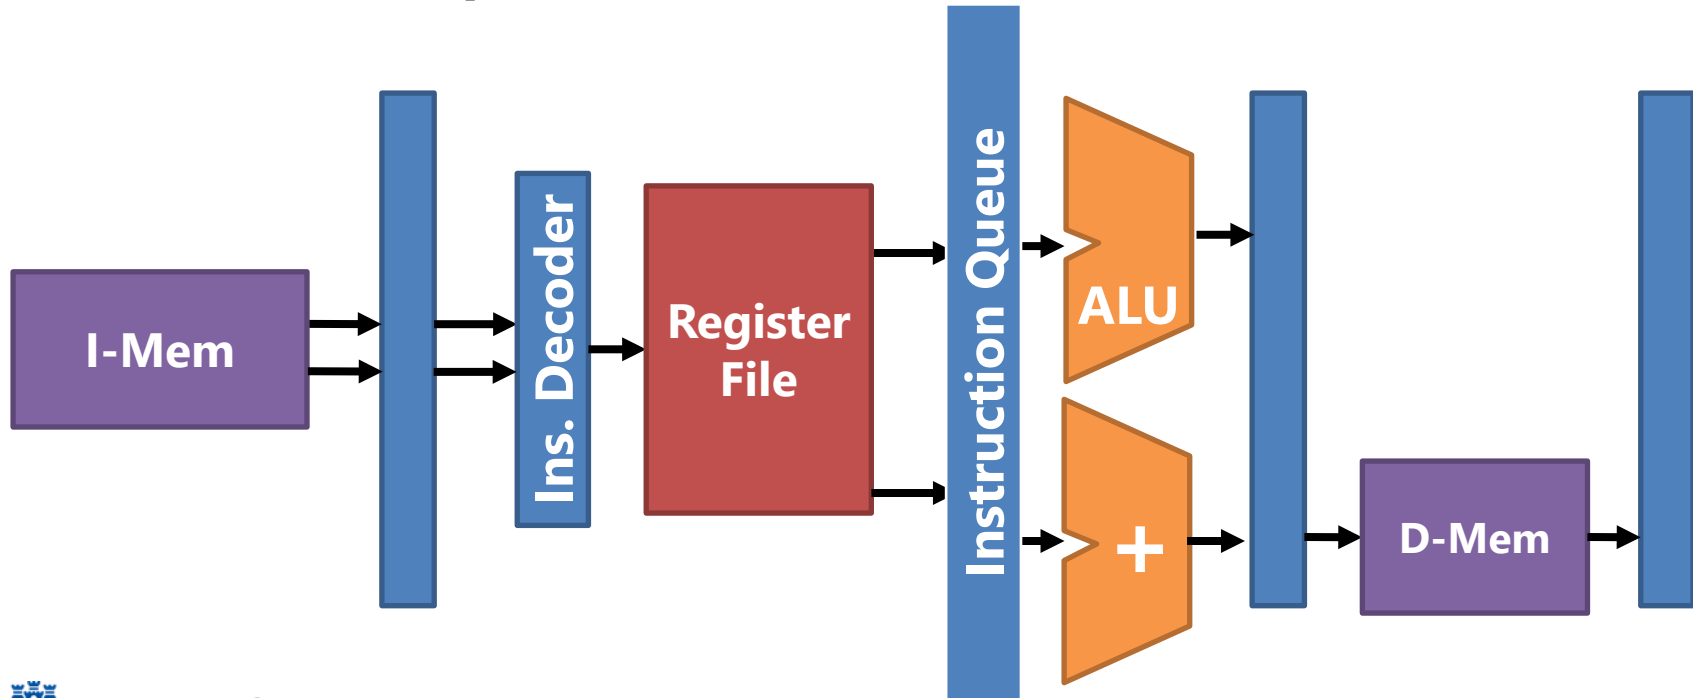 I-Mem
Ins. Decoder
Register
File
Instruction Queue
ALU
+
D-Mem